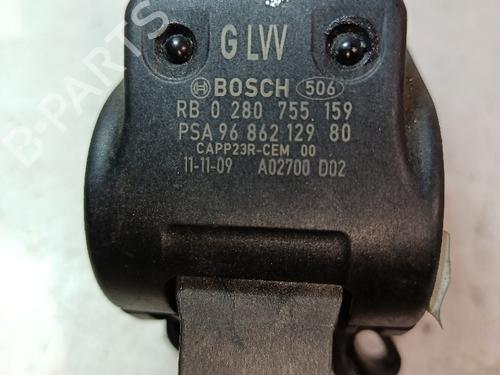 G LVV
BOSCH 506
RB 0 280 755 159
PSA 96 862 129 80
CAPP23R-CEM 00
11-11-09 A02700 D02
B-PARTS